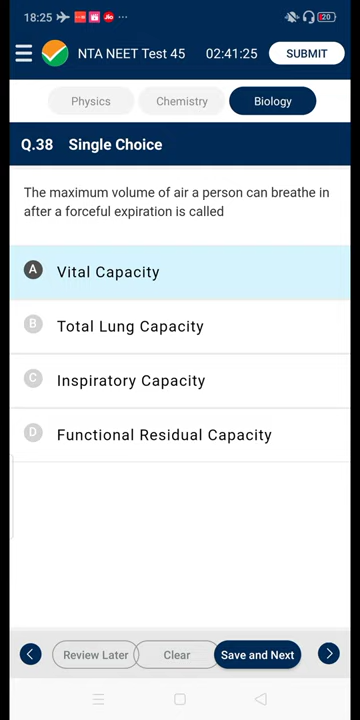 18:25
20
NTA NEET Test 45 02:41:25 SUBMIT
Physics Chemistry Biology
Q.38 Single Choice
The maximum volume of air a person can breathe in
after a forceful expiration is called
A Vital Capacity
B Total Lung Capacity
C Inspiratory Capacity
D Functional Residual Capacity
Review Later Clear Save and Next